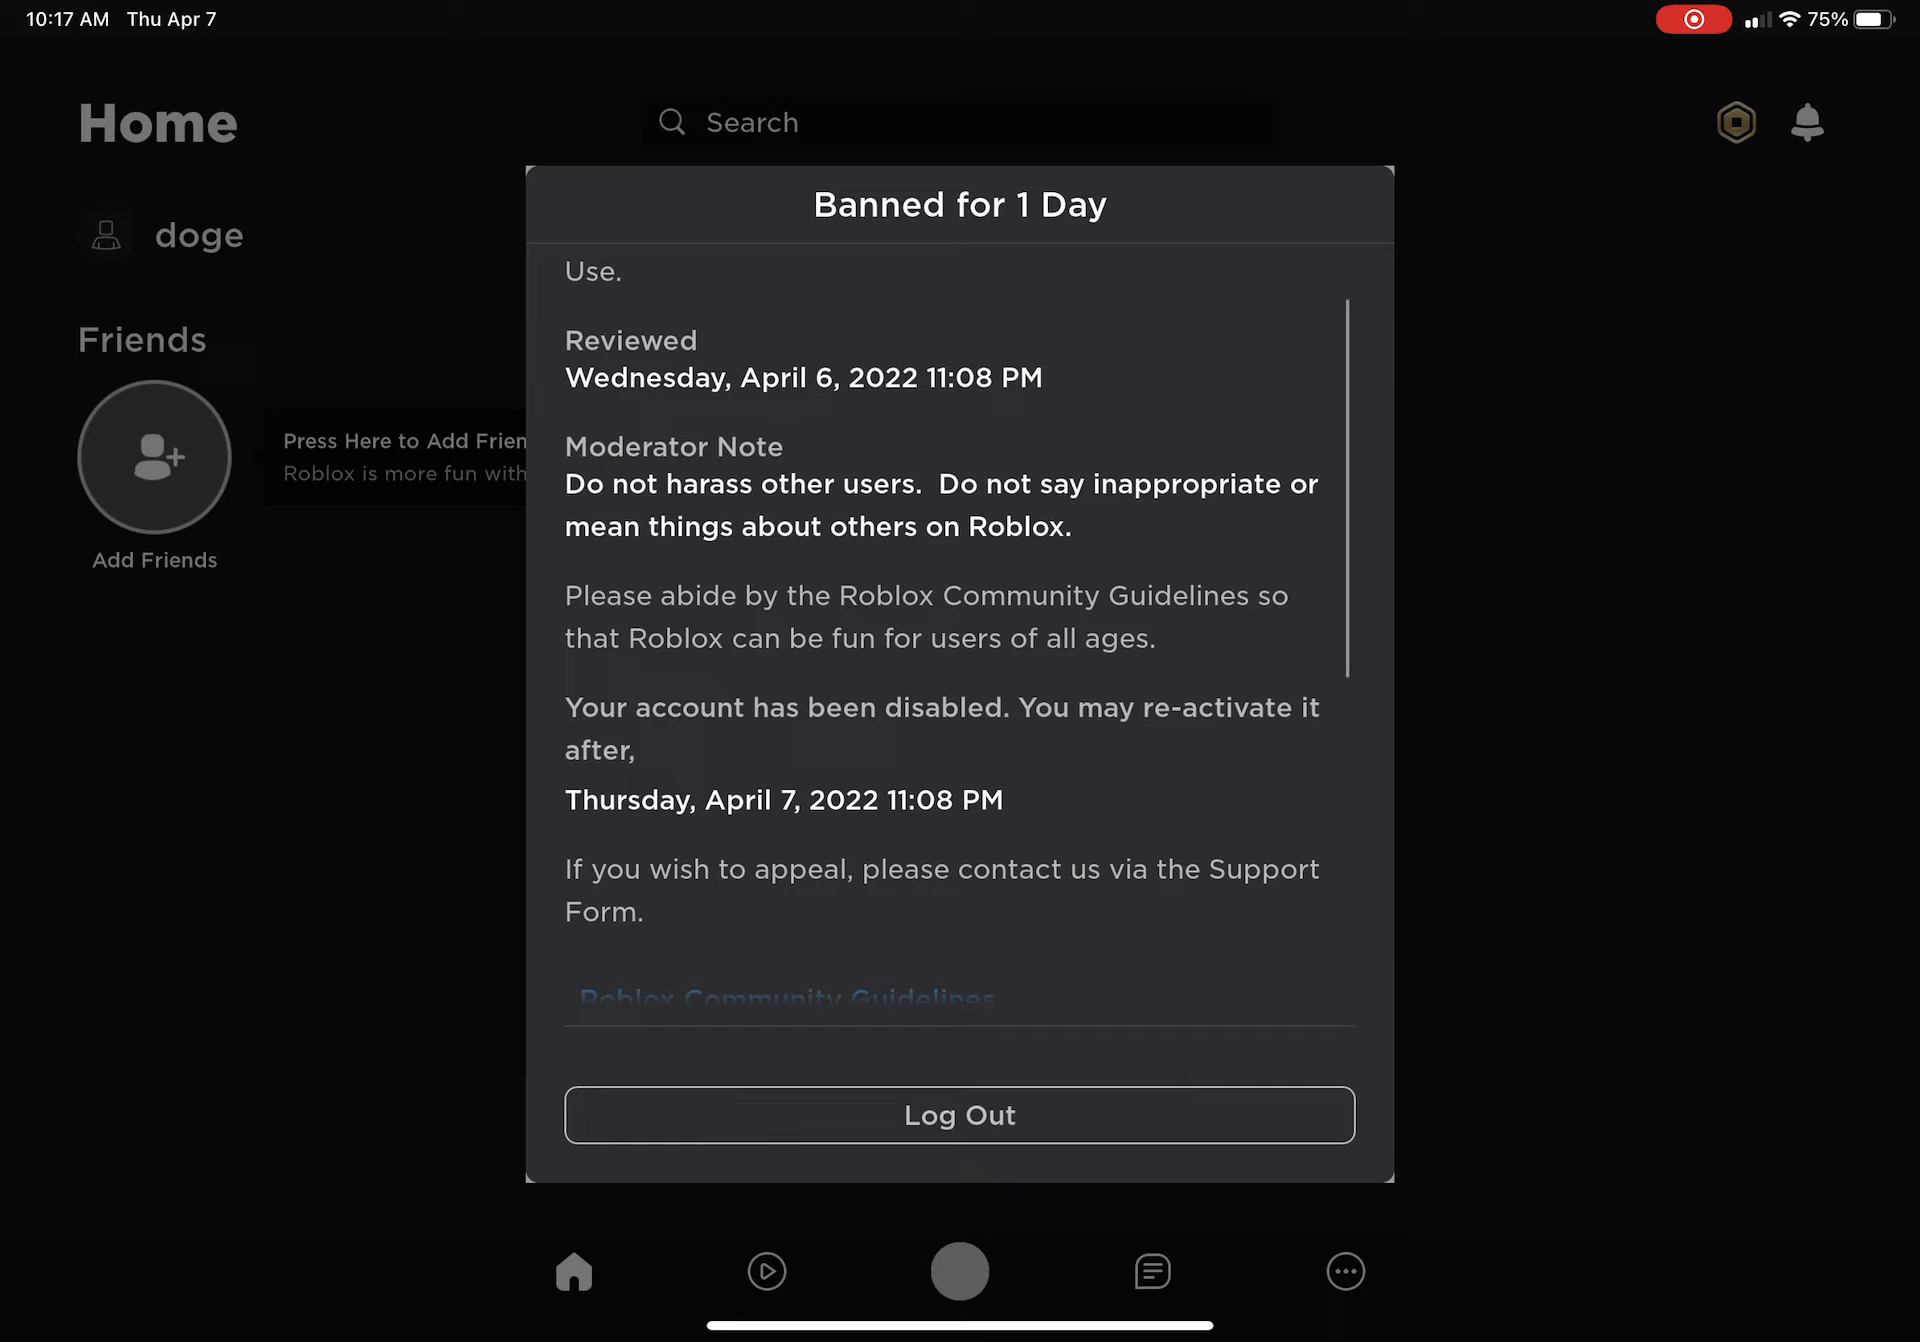 10:17 AM Thu Apr 7
75%
Home
Search
doge
Friends
Press Here to Add Frien
Roblox is more fun with
Add Friends
Banned for 1 Day
Use.
Reviewed
Wednesday, April 6, 2022 11:08 PM
Moderator Note
Do not harass other users.  Do not say inappropriate or
mean things about others on Roblox.
Please abide by the Roblox Community Guidelines so
that Roblox can be fun for users of all ages.
Your account has been disabled. You may re-activate it
after,
Thursday, April 7, 2022 11:08 PM
If you wish to appeal, please contact us via the Support
Form.
Roblox Community Guidelines
Log Out